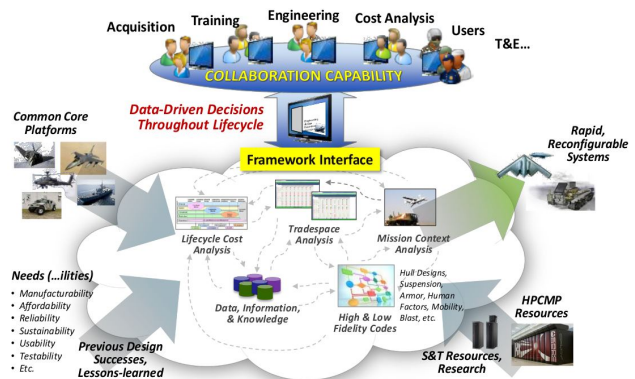 Acquisition
Training
Engineering
Cost Analysis
Users
T&E...
COLLABORATION CAPABILITY
Data-Driven Decisions
Throughout Lifecycle
Common Core
Platforms
Framework Interface
Rapid,
Reconfigurable
Systems
Lifecycle Cost
Analysis
Tradespace
Analysis
Mission Context
Analysis
Needs (...ilities)
• Manufacturability
• Affordability
• Reliability
• Sustainability
• Usability
• Testability
• Etc.
Data, Information,
& Knowledge
High & Low
Fidelity Codes
Hull Designs,
Suspension,
Armor, Human
Factors, Mobility,
Blast, etc.
HPCMP
Resources
Previous Design
Successes,
Lessons-learned
S&T Resources,
Research